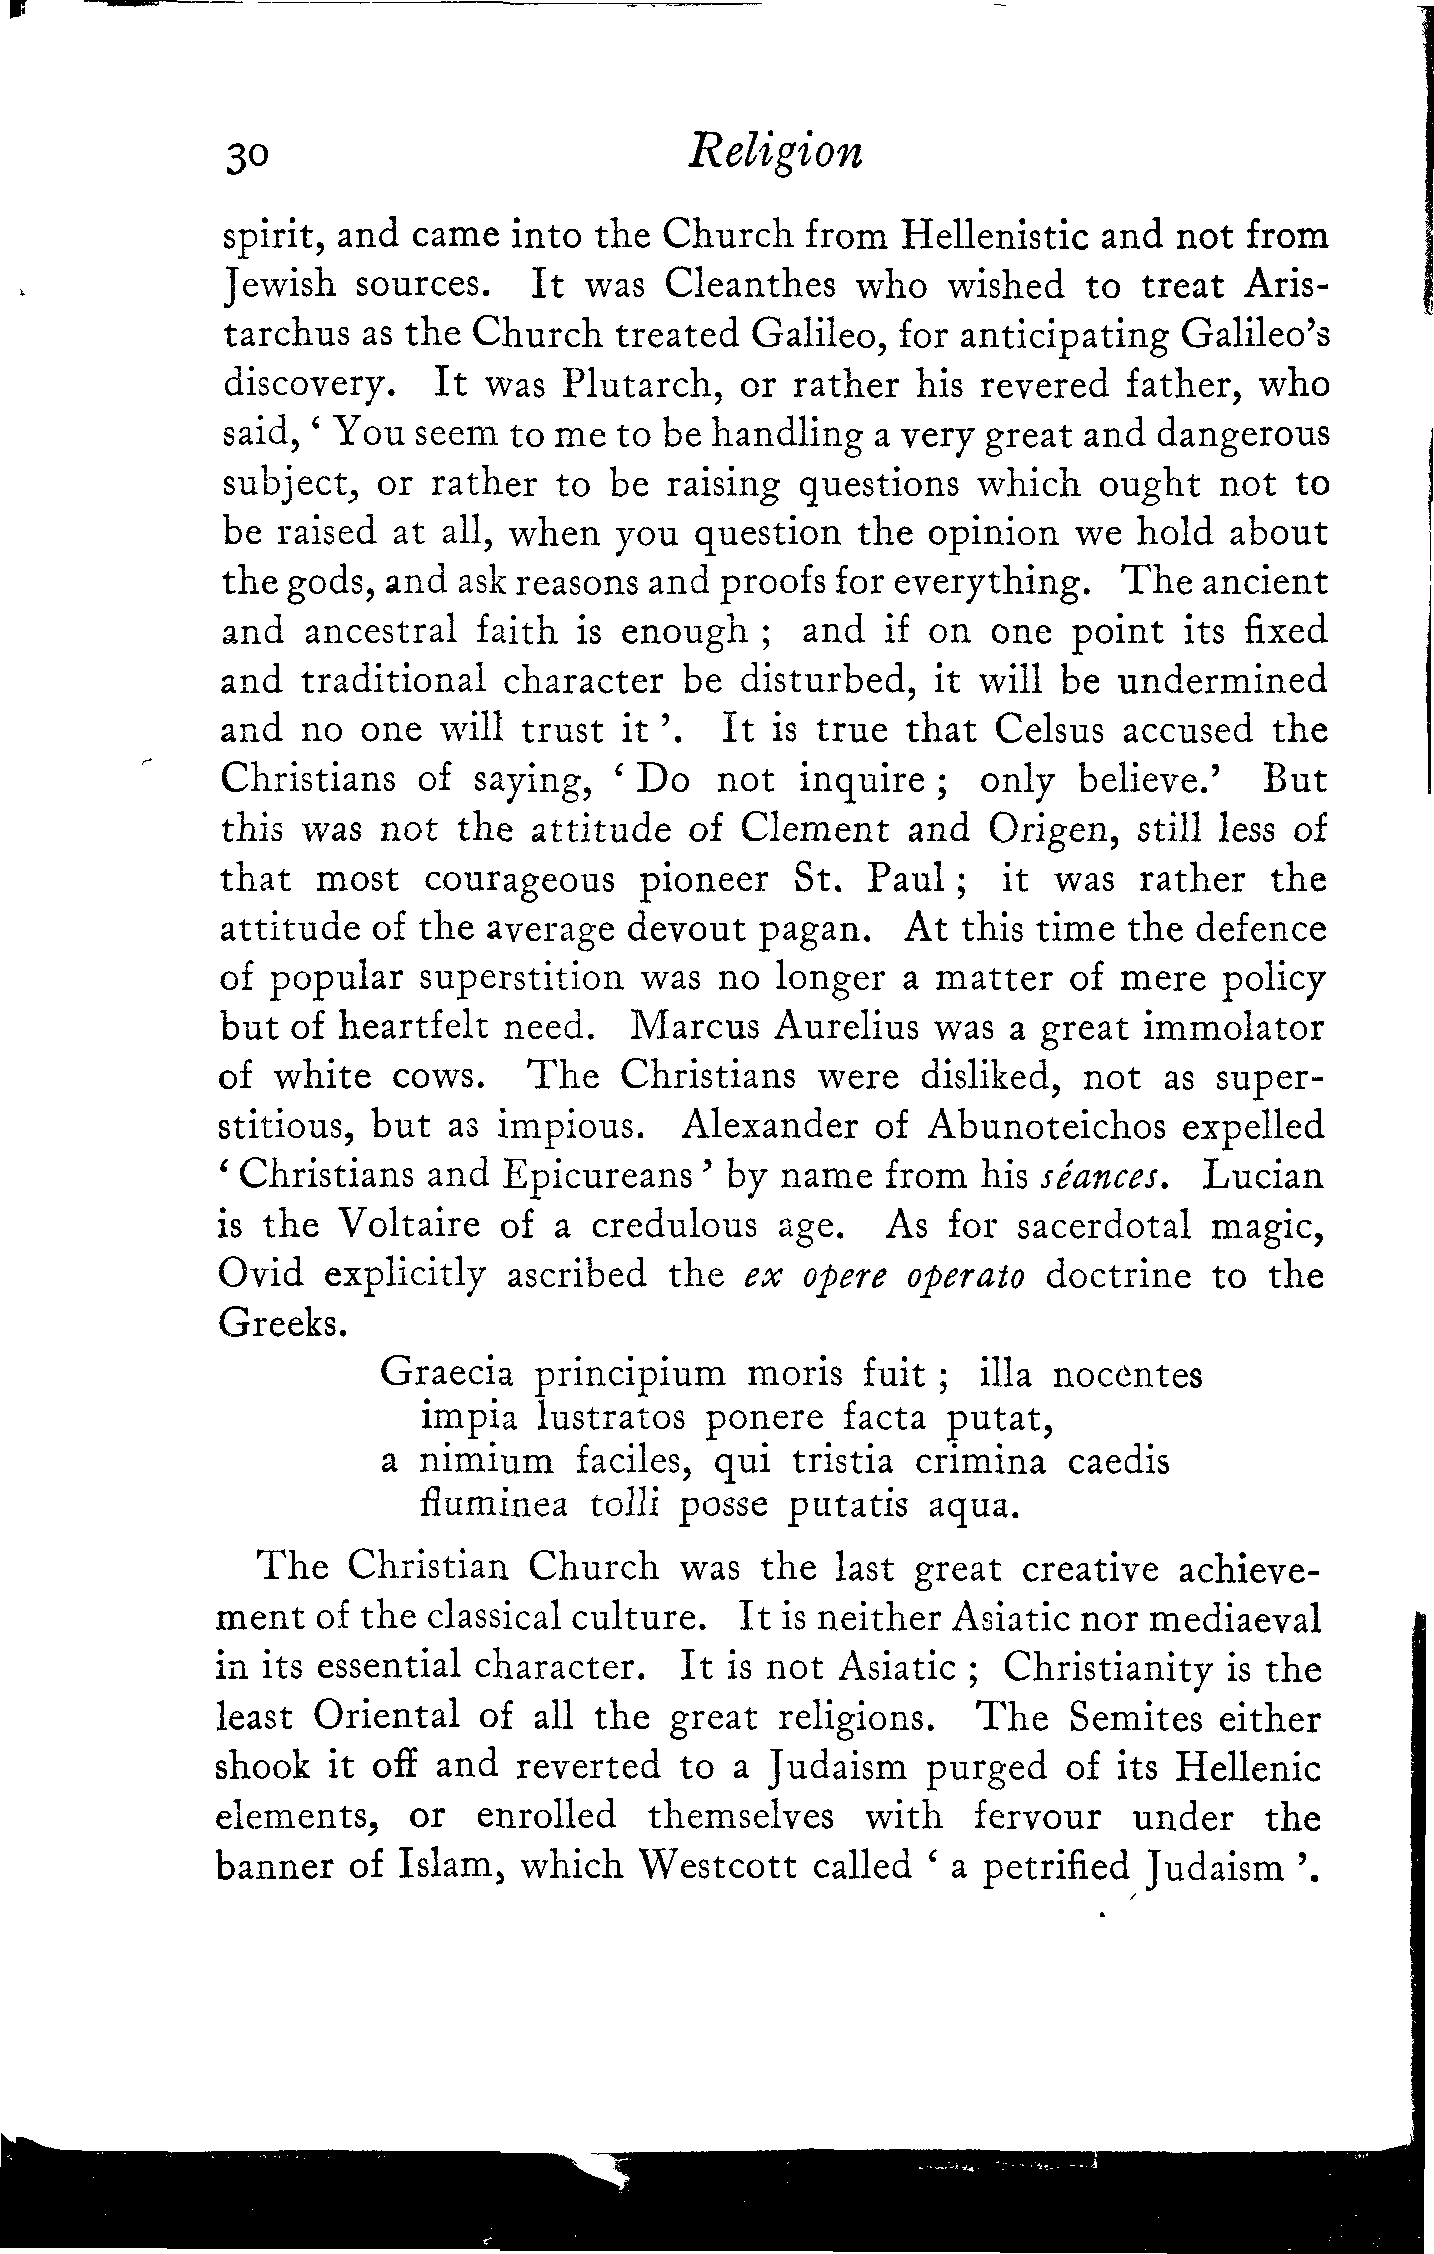 30 Religion
spirit, and came into the Church from Hellenistic and not from
Jewish sources. It was Cleanthes who wished to treat Aris-
tarchus as the Church treated Galileo, for anticipating Galileo's
discovery. It was Plutarch, or rather his revered father, who
said, ‘ You seem to me to be handling a very great and dangerous
subject, or rather to be raising questions which ought not to
be raised at all, when you question the opinion we hold about
the gods, and ask reasons and proofs for everything. The ancient
and ancestral faith is enough ; and if on one point its fixed
and traditional character be disturbed, it will be undermined
and no one will trust it ’. It is true that Celsus accused the
Christians of saying, ‘ Do not inquire ; only believe.’ But
this was not the attitude of Clement and Origen, still less of
that most courageous pioneer St. Paul ; it was rather the
attitude of the average devout pagan. At this time the defence
of popular superstition was no longer a matter of mere policy
but of heartfelt need. Marcus Aurelius was a great immolator
of white cows. The Christians were disliked, not as super-
stitious, but as impious. Alexander of Abunoteichos expelled
‘ Christians and Epicureans ’ by name from his séances. Lucian
is the Voltaire of a credulous age. As for sacerdotal magic,
Ovid explicitly ascribed the ex opere operato doctrine to the
Greeks.
Graecia principium moris fuit ; illa nocentes
impia lustratos ponere facta putat,
a nimium faciles, qui tristia crimina caedis
fluminea tolli posse putatis aqua.
The Christian Church was the last great creative achieve-
ment of the classical culture. It is neither Asiatic nor mediaeval
in its essential character. It is not Asiatic ; Christianity is the
least Oriental of all the great religions. The Semites either
shook it off and reverted to a Judaism purged of its Hellenic
elements, or enrolled themselves with fervour under the
banner of Islam, which Westcott called ‘ a petrified Judaism ’.